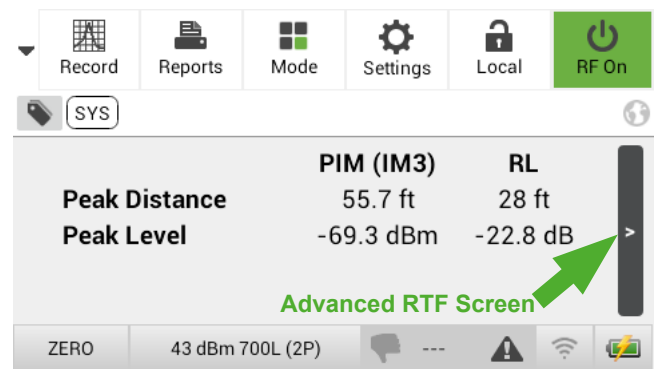 Record Reports Mode Settings Local RF On
SYS
PIM (IM3) RL
Peak Distance 55.7 ft 28 ft
Peak Level -69.3 dBm -22.8 dB >
Advanced RTF Screen
ZERO 43 dBm 700L (2P) ---